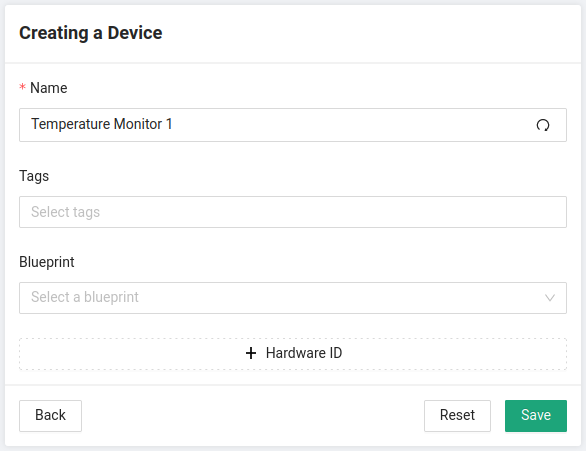 Creating a Device
* Name
Temperature Monitor 1
Tags
Select tags
Blueprint
Select a blueprint
+ Hardware ID
Back Reset Save